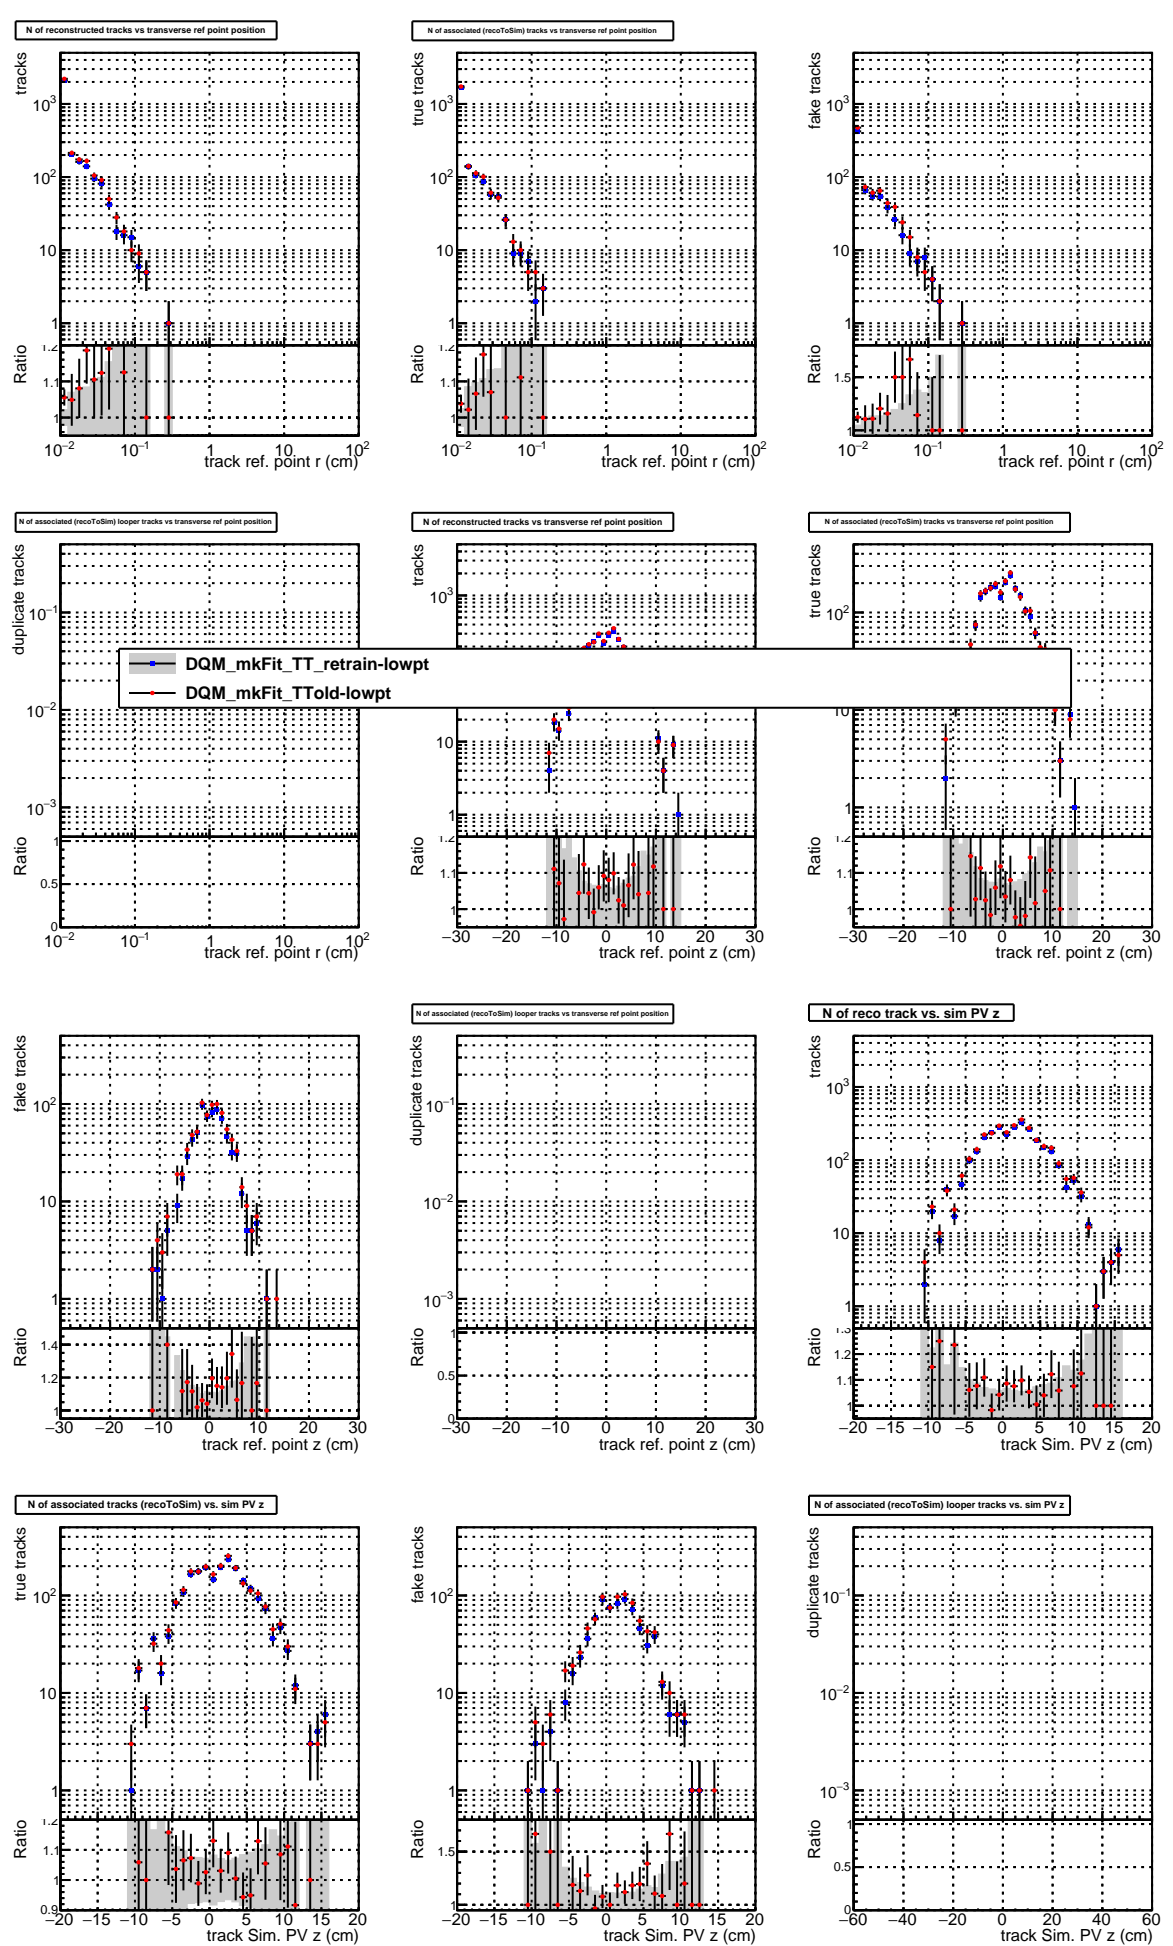 N of reconstructed tracks vs transverse ref point position
N of associated (recoToSim) tracks vs transverse ref point position
tracks
true tracks
fake tracks
10³
10²
10
1
Ratio
1.2
1.1
1
10⁻² 10⁻¹ 1 10 10²
track ref. point r (cm)
10³
10²
10
1
Ratio
1.2
1.1
1
10⁻² 10⁻¹ 1 10 10²
track ref. point r (cm)
10³
10²
10
1
Ratio
1.5
1
10⁻² 10⁻¹ 1 10 10²
track ref. point r (cm)
N of associated (recoToSim) looper tracks vs transverse ref point position
N of reconstructed tracks vs transverse ref point position
N of associated (recoToSim) tracks vs transverse ref point position
duplicate tracks
tracks
true tracks
DQM_mkFit_TT_retrain-lowpt
DQM_mkFit_TTold-lowpt
10⁻¹
10⁻²
10⁻³
Ratio
1
0.5
0
10⁻² 10⁻¹ 1 10 10²
track ref. point r (cm)
10³
10
1
Ratio
1.2
1.1
1
−30 −20 −10 0 10 20 30
track ref. point z (cm)
10²
10
1
Ratio
1.2
1.1
1
−30 −20 −10 0 10 20 30
track ref. point z (cm)
N of associated (recoToSim) looper tracks vs transverse ref point position
N of reco track vs. sim PV z
fake tracks
duplicate tracks
tracks
10²
10
1
Ratio
1.4
1.2
1
−30 −20 −10 0 10 20 30
track ref. point z (cm)
10⁻¹
10⁻²
10⁻³
Ratio
1
0.5
0
−30 −20 −10 0 10 20 30
track ref. point z (cm)
10³
10²
10
1
Ratio
1.3
1.2
1.1
1
−20 −15 −10 −5 0 5 10 15 20
track Sim. PV z (cm)
N of associated tracks (recoToSim) vs. sim PV z
N of associated (recoToSim) looper tracks vs. sim PV z
true tracks
fake tracks
duplicate tracks
10²
10
1
Ratio
1.2
1.1
1
0.9
−20 −15 −10 −5 0 5 10 15 20
track Sim. PV z (cm)
10²
10
1
Ratio
1.5
1
−20 −15 −10 −5 0 5 10 15 20
track Sim. PV z (cm)
10⁻¹
10⁻²
10⁻³
Ratio
1
0.5
0
−60 −40 −20 0 20 40 60
track Sim. PV z (cm)